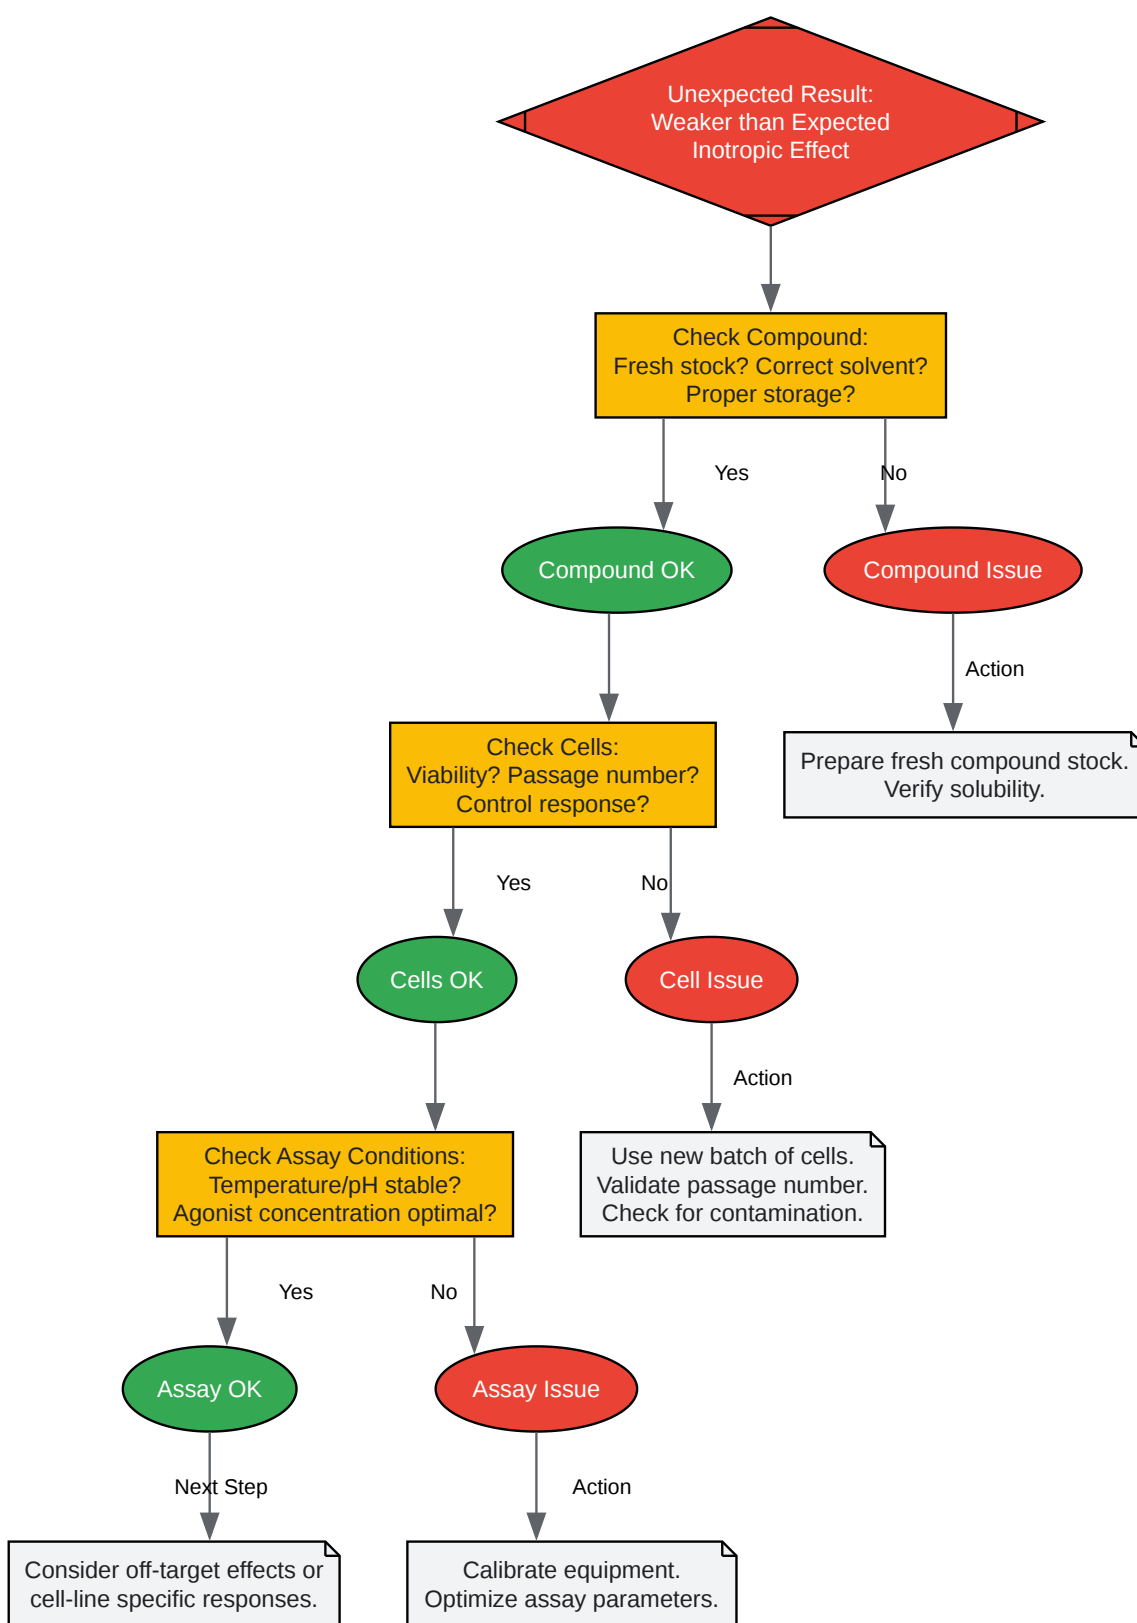 Unexpected Result:
Weaker than Expected
Inotropic Effect
Check Compound:
Fresh stock? Correct solvent?
Proper storage?
Yes
No
Compound OK
Compound Issue
Action
Prepare fresh compound stock.
Verify solubility.
Check Cells:
Viability? Passage number?
Control response?
Yes
No
Cells OK
Cell Issue
Action
Use new batch of cells.
Validate passage number.
Check for contamination.
Check Assay Conditions:
Temperature/pH stable?
Agonist concentration optimal?
Yes
No
Assay OK
Assay Issue
Next Step
Action
Consider off-target effects or
cell-line specific responses.
Calibrate equipment.
Optimize assay parameters.